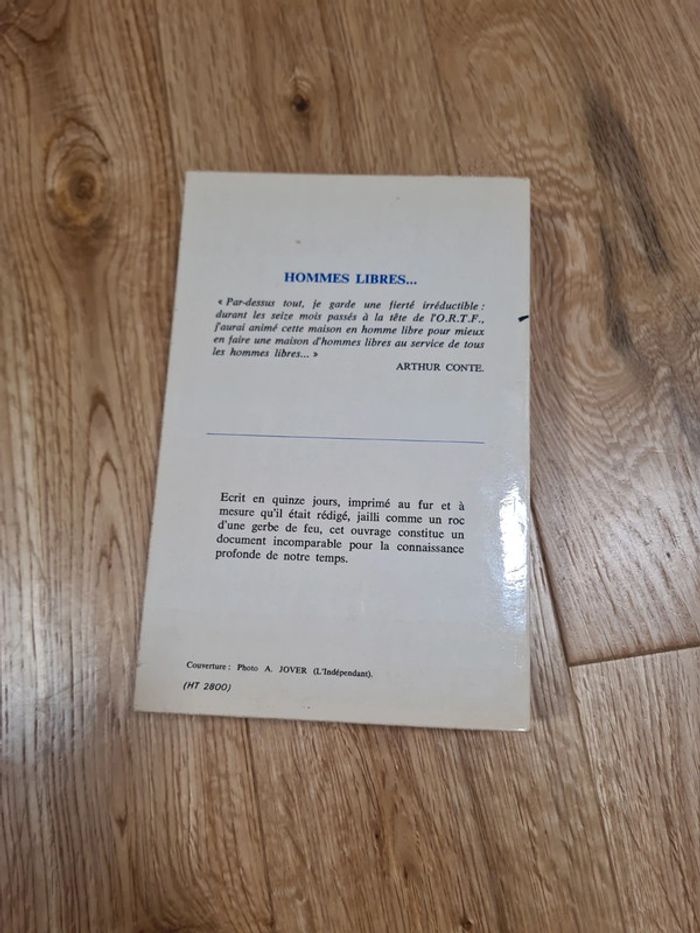 HOMMES LIBRES...
« Par-dessus tout, je garde une fierté irréductible :
durant les seize mois passés à la tête de l'O.R.T.F.,
j'aurai animé cette maison en homme libre pour mieux
en faire une maison d'hommes libres au service de tous
les hommes libres... »
ARTHUR CONTE.
Ecrit en quinze jours, imprimé au fur et à
mesure qu'il était rédigé, jailli comme un roc
d'une gerbe de feu, cet ouvrage constitue un
document incomparable pour la connaissance
profonde de notre temps.
Couverture : Photo A. JOVER (L'Indépendant).
(HT 2800)